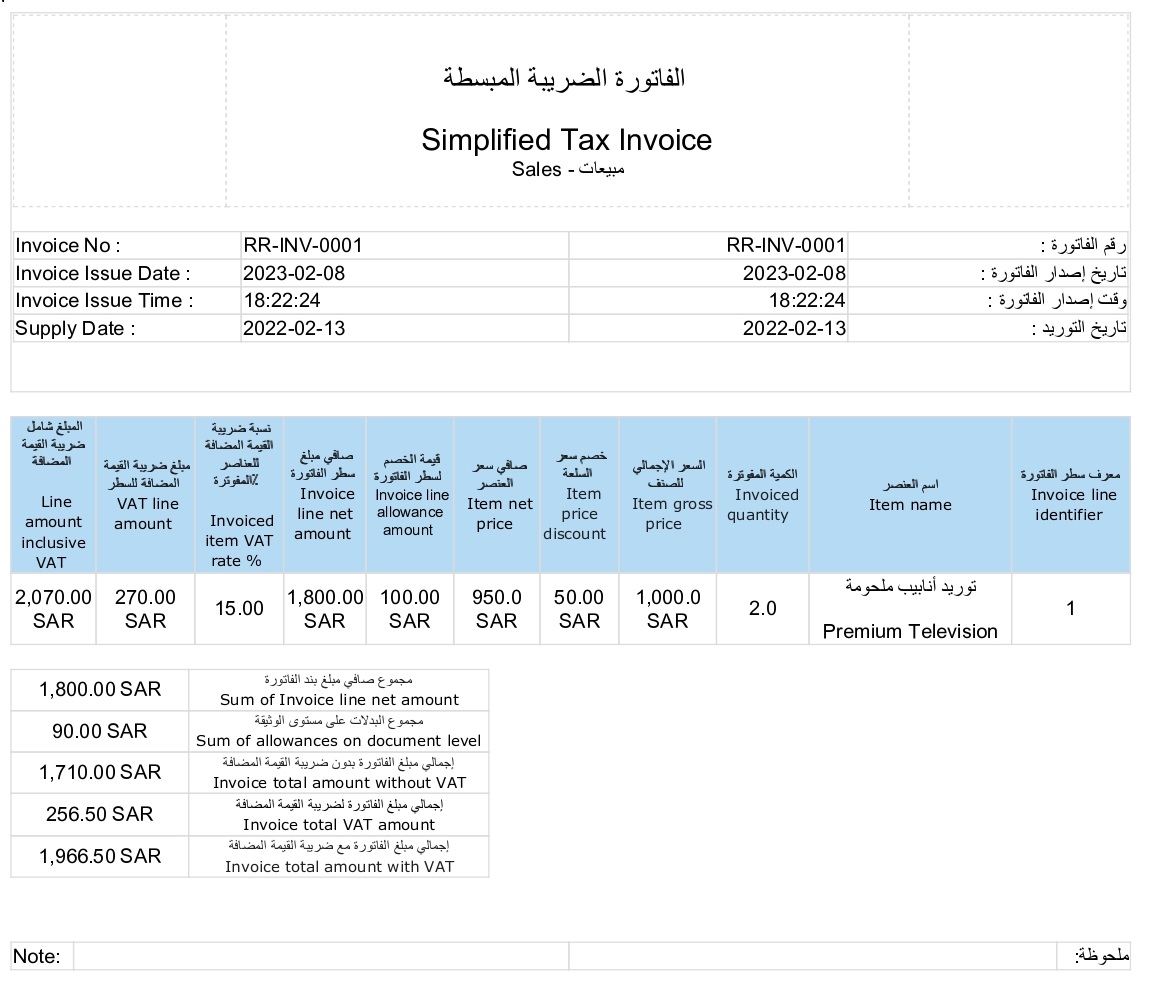 الفاتورة الضريبة المبسطة
Simplified Tax Invoice
Sales - مبيعات
Invoice No : RR-INV-0001 RR-INV-0001 رقم الفاتورة :
Invoice Issue Date : 2023-02-08 2023-02-08 تاريخ إصدار الفاتورة :
Invoice Issue Time : 18:22:24 18:22:24 وقت إصدار الفاتورة :
Supply Date : 2022-02-13 2022-02-13 تاريخ التوريد :
المبلغ شامل
ضريبة القيمة
المضافة
Line
amount
inclusive
VAT
مبلغ ضريبة القيمة
المضافة للسطر
VAT line
amount
نسبة ضريبة
القيمة المضافة
للعناصر
المفوترة٪
Invoiced
item VAT
rate %
صافي مبلغ
سطر الفاتورة
Invoice
line net
amount
قيمة الخصم
لسطر الفاتورة
Invoice line
allowance
amount
صافي سعر
العنصر
Item net
price
خصم سعر
السلعة
Item
price
discount
السعر الإجمالي
للصنف
Item gross
price
الكمية المفوترة
Invoiced
quantity
اسم العنصر
Item name
معرف سطر الفاتورة
Invoice line
identifier
2,070.00
SAR
270.00
SAR
15.00
1,800.00
SAR
100.00
SAR
950.0
SAR
50.00
SAR
1,000.0
SAR
2.0
توريد أنابيب ملحومة
Premium Television
1
1,800.00 SAR
مجموع صافي مبلغ بند الفاتورة
Sum of Invoice line net amount
90.00 SAR
مجموع البدلات على مستوى الوثيقة
Sum of allowances on document level
1,710.00 SAR
إجمالي مبلغ الفاتورة بدون ضريبة القيمة المضافة
Invoice total amount without VAT
256.50 SAR
إجمالي مبلغ الفاتورة لضريبة القيمة المضافة
Invoice total VAT amount
1,966.50 SAR
إجمالي مبلغ الفاتورة مع ضريبة القيمة المضافة
Invoice total amount with VAT
Note: ملحوظة: